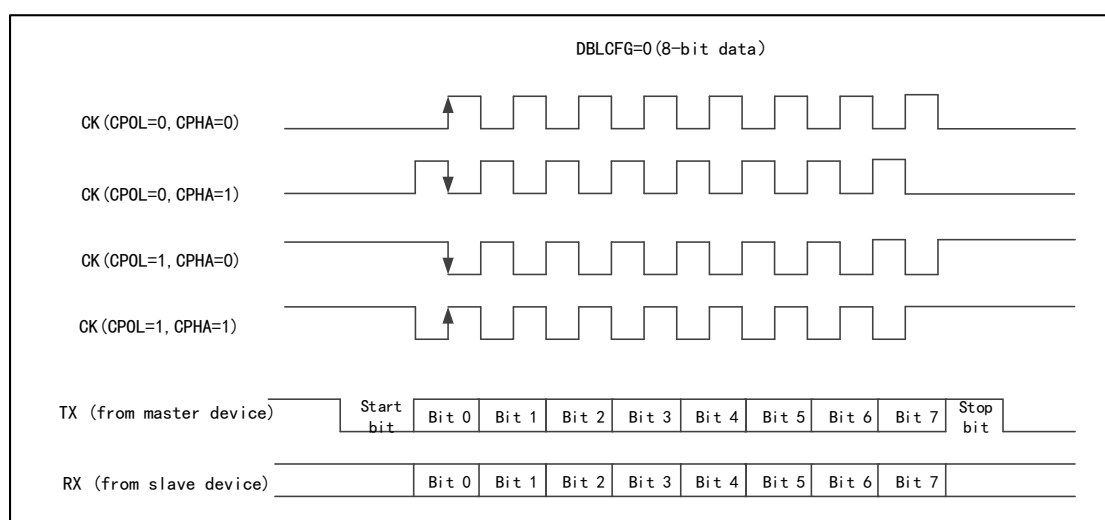 DBLCFG=0(8-bit data)
CK(CPOL=0,CPHA=0)
CK(CPOL=0,CPHA=1)
CK(CPOL=1,CPHA=0)
CK(CPOL=1,CPHA=1)
TX (from master device) Start bit Bit 0 Bit 1 Bit 2 Bit 3 Bit 4 Bit 5 Bit 6 Bit 7 Stop bit
RX (from slave device) Bit 0 Bit 1 Bit 2 Bit 3 Bit 4 Bit 5 Bit 6 Bit 7